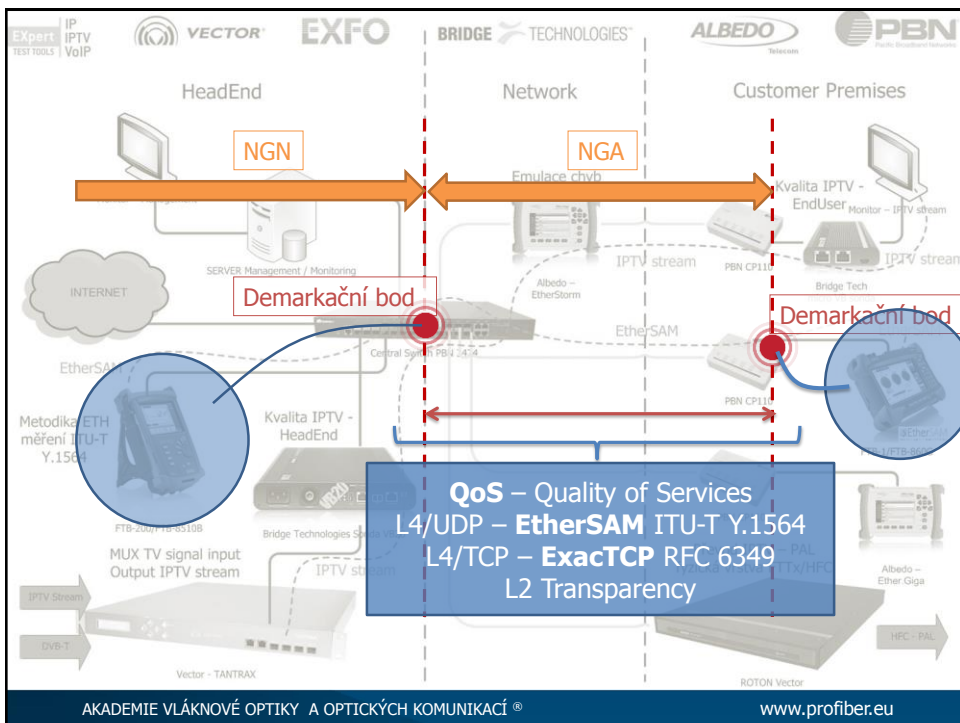 EXpert
TEST TOOLS
IP
IPTV
VoIP
VECTOR
EXFO
BRIDGE TECHNOLOGIES
ALBEDO
Telecom
PBN
Pacific Broadband Networks
HeadEnd
Network
Customer Premises
NGN
NGA
Emulace chyb
Kvalita IPTV -
EndUser
Monitor – IPTV stream
SERVER Management / Monitoring
IPTV stream
PBN CP110
IPTV stream
Albedo –
EtherStorm
Bridge Tech
INTERNET
Demarkační bod
Demarkační bod
EtherSAM
Central Switch PBN
EtherSAM
PBN CP110
Metodika ETH
měření ITU-T
Y.1564
Kvalita IPTV -
HeadEnd
FTB-200/FTB-8510B
Bridge Technologies
QoS – Quality of Services
L4/UDP – EtherSAM ITU-T Y.1564
L4/TCP – ExacTCP RFC 6349
L2 Transparency
PAL
MUX TV signal input
Output IPTV stream
IPTV stream
Albedo –
Ether.Giga
IPTV Stream
DVB-T
HFC - PAL
Vector - TANTRAX
ROTON Vector
AKADEMIE VLÁKNOVÉ OPTIKY A OPTICKÝCH KOMUNIKACÍ ®
www.profiber.eu